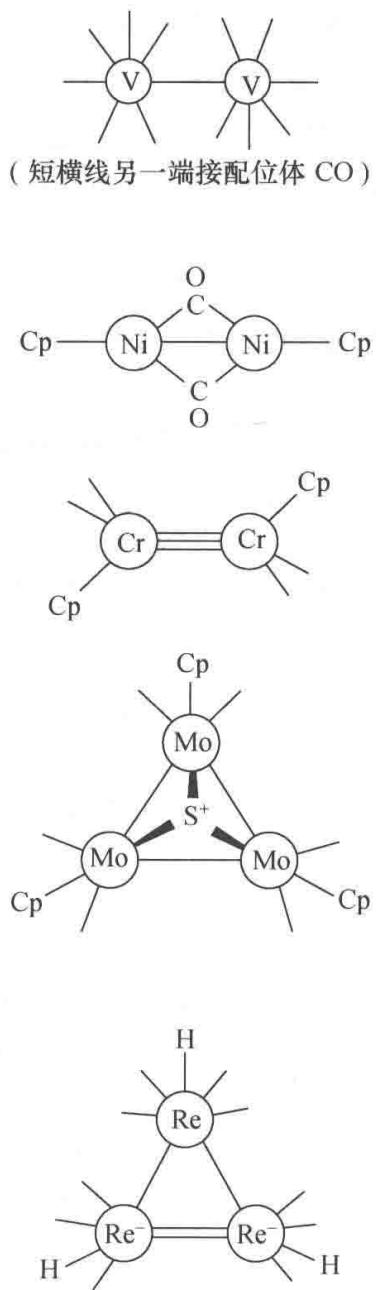 V V
(短横线另一端接配位体 CO)
O
C
Cp Ni Ni Cp
C
O
Cp
Cr Cr
Cp
Cp
Mo
S+
Mo Mo
Cp Cp
H
Re
Re− Re−
H H